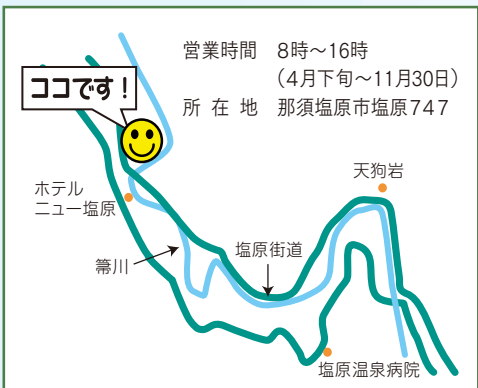 営業時間 8時〜16時
（4月下旬〜11月30日）
所在地 那須塩原市塩原747
ココです！
天狗岩
ホテル
ニュー塩原
塩原街道
箒川
塩原温泉病院